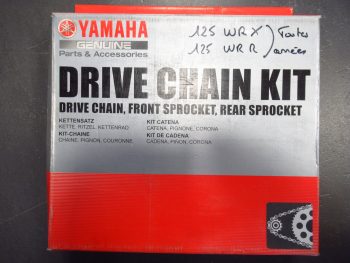 YAMAHA
GENUINE
Parts & Accessories
125 WR X } Toutes
125 WR R } années
DRIVE CHAIN KIT
DRIVE CHAIN, FRONT SPROCKET, REAR SPROCKET
KETTENSATZ
KETTE, RITZEL, KETTENRAD
KIT-CHAINE
CHAINE, PIGNON, COURONNE
KIT CATENA
CATENA, PIGNONE, CORONA
KIT DE CADENA
CADENA, PIÑON, CORONA